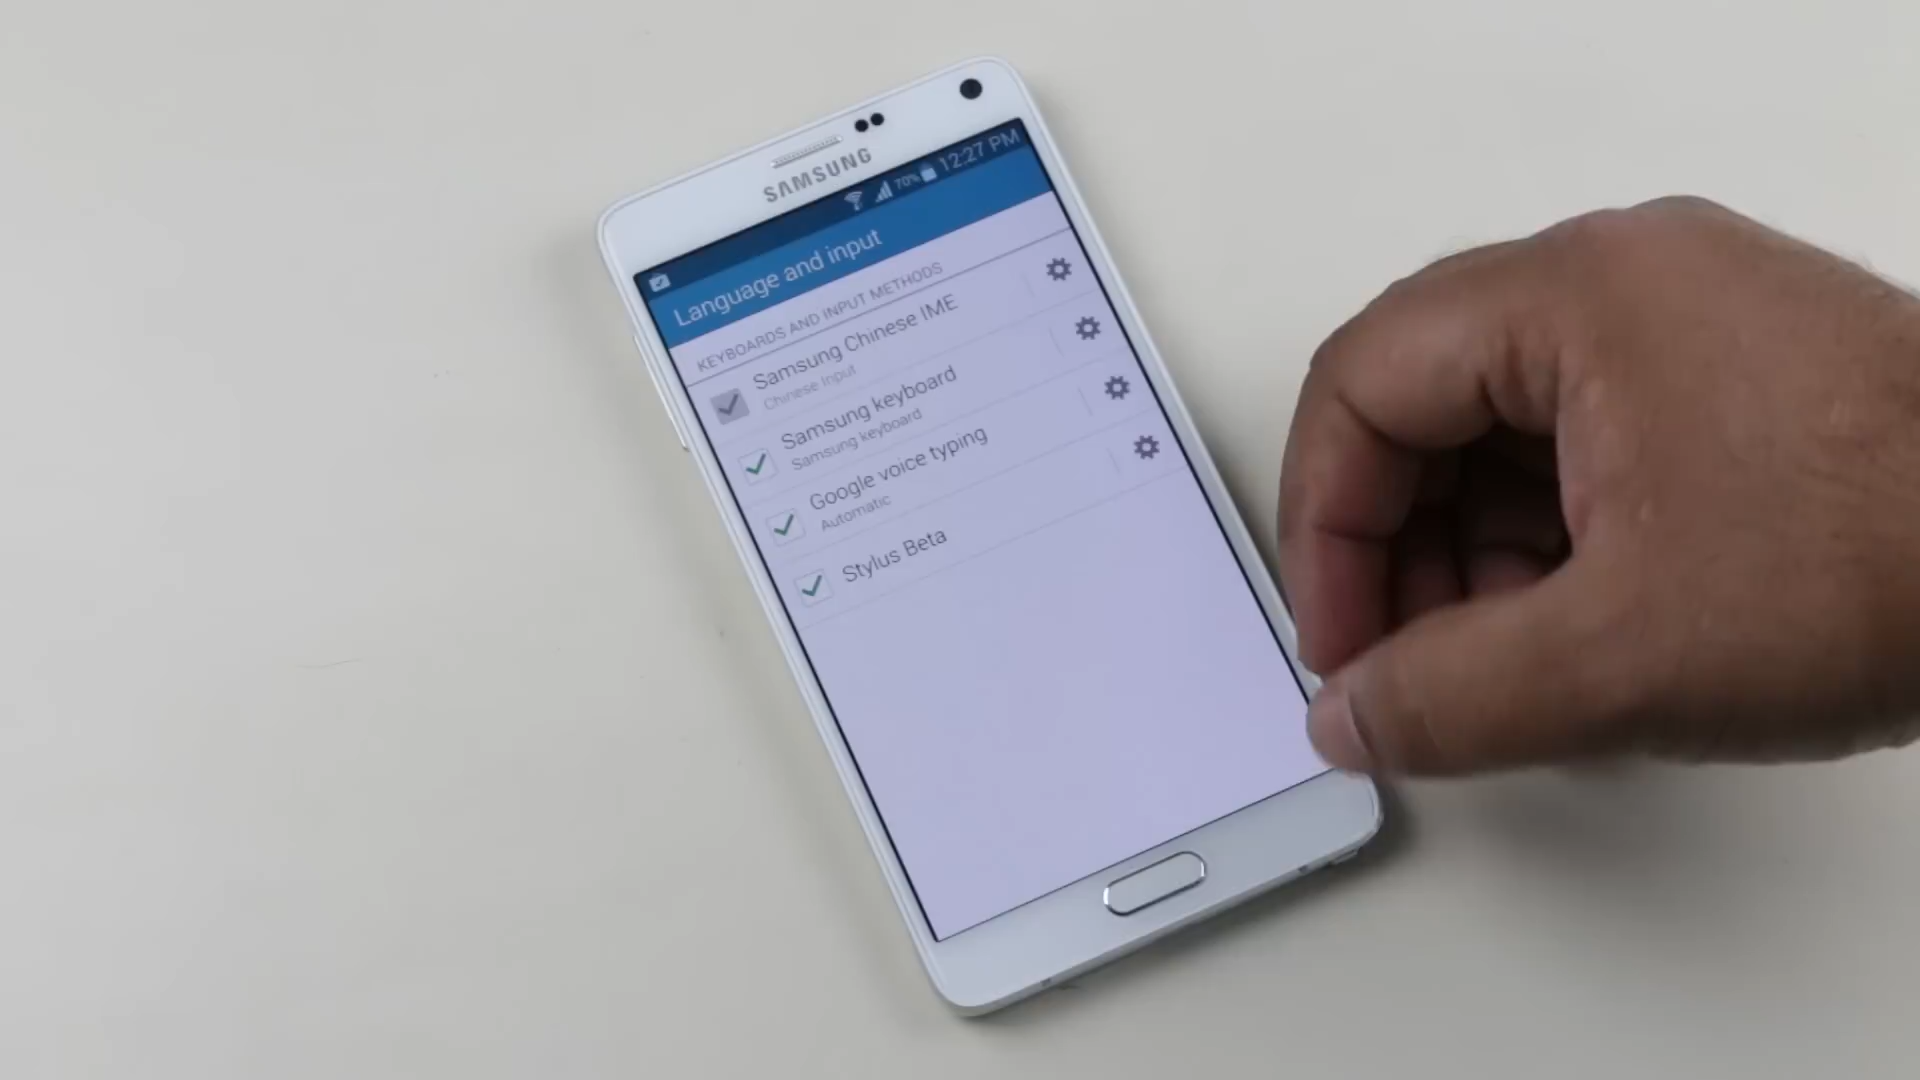 SAMSUNG
70% 12:27 PM
Language and input
KEYBOARDS AND INPUT METHODS
Samsung Chinese IME
Chinese Input
Samsung keyboard
Samsung keyboard
Google voice typing
Automatic
Stylus Beta